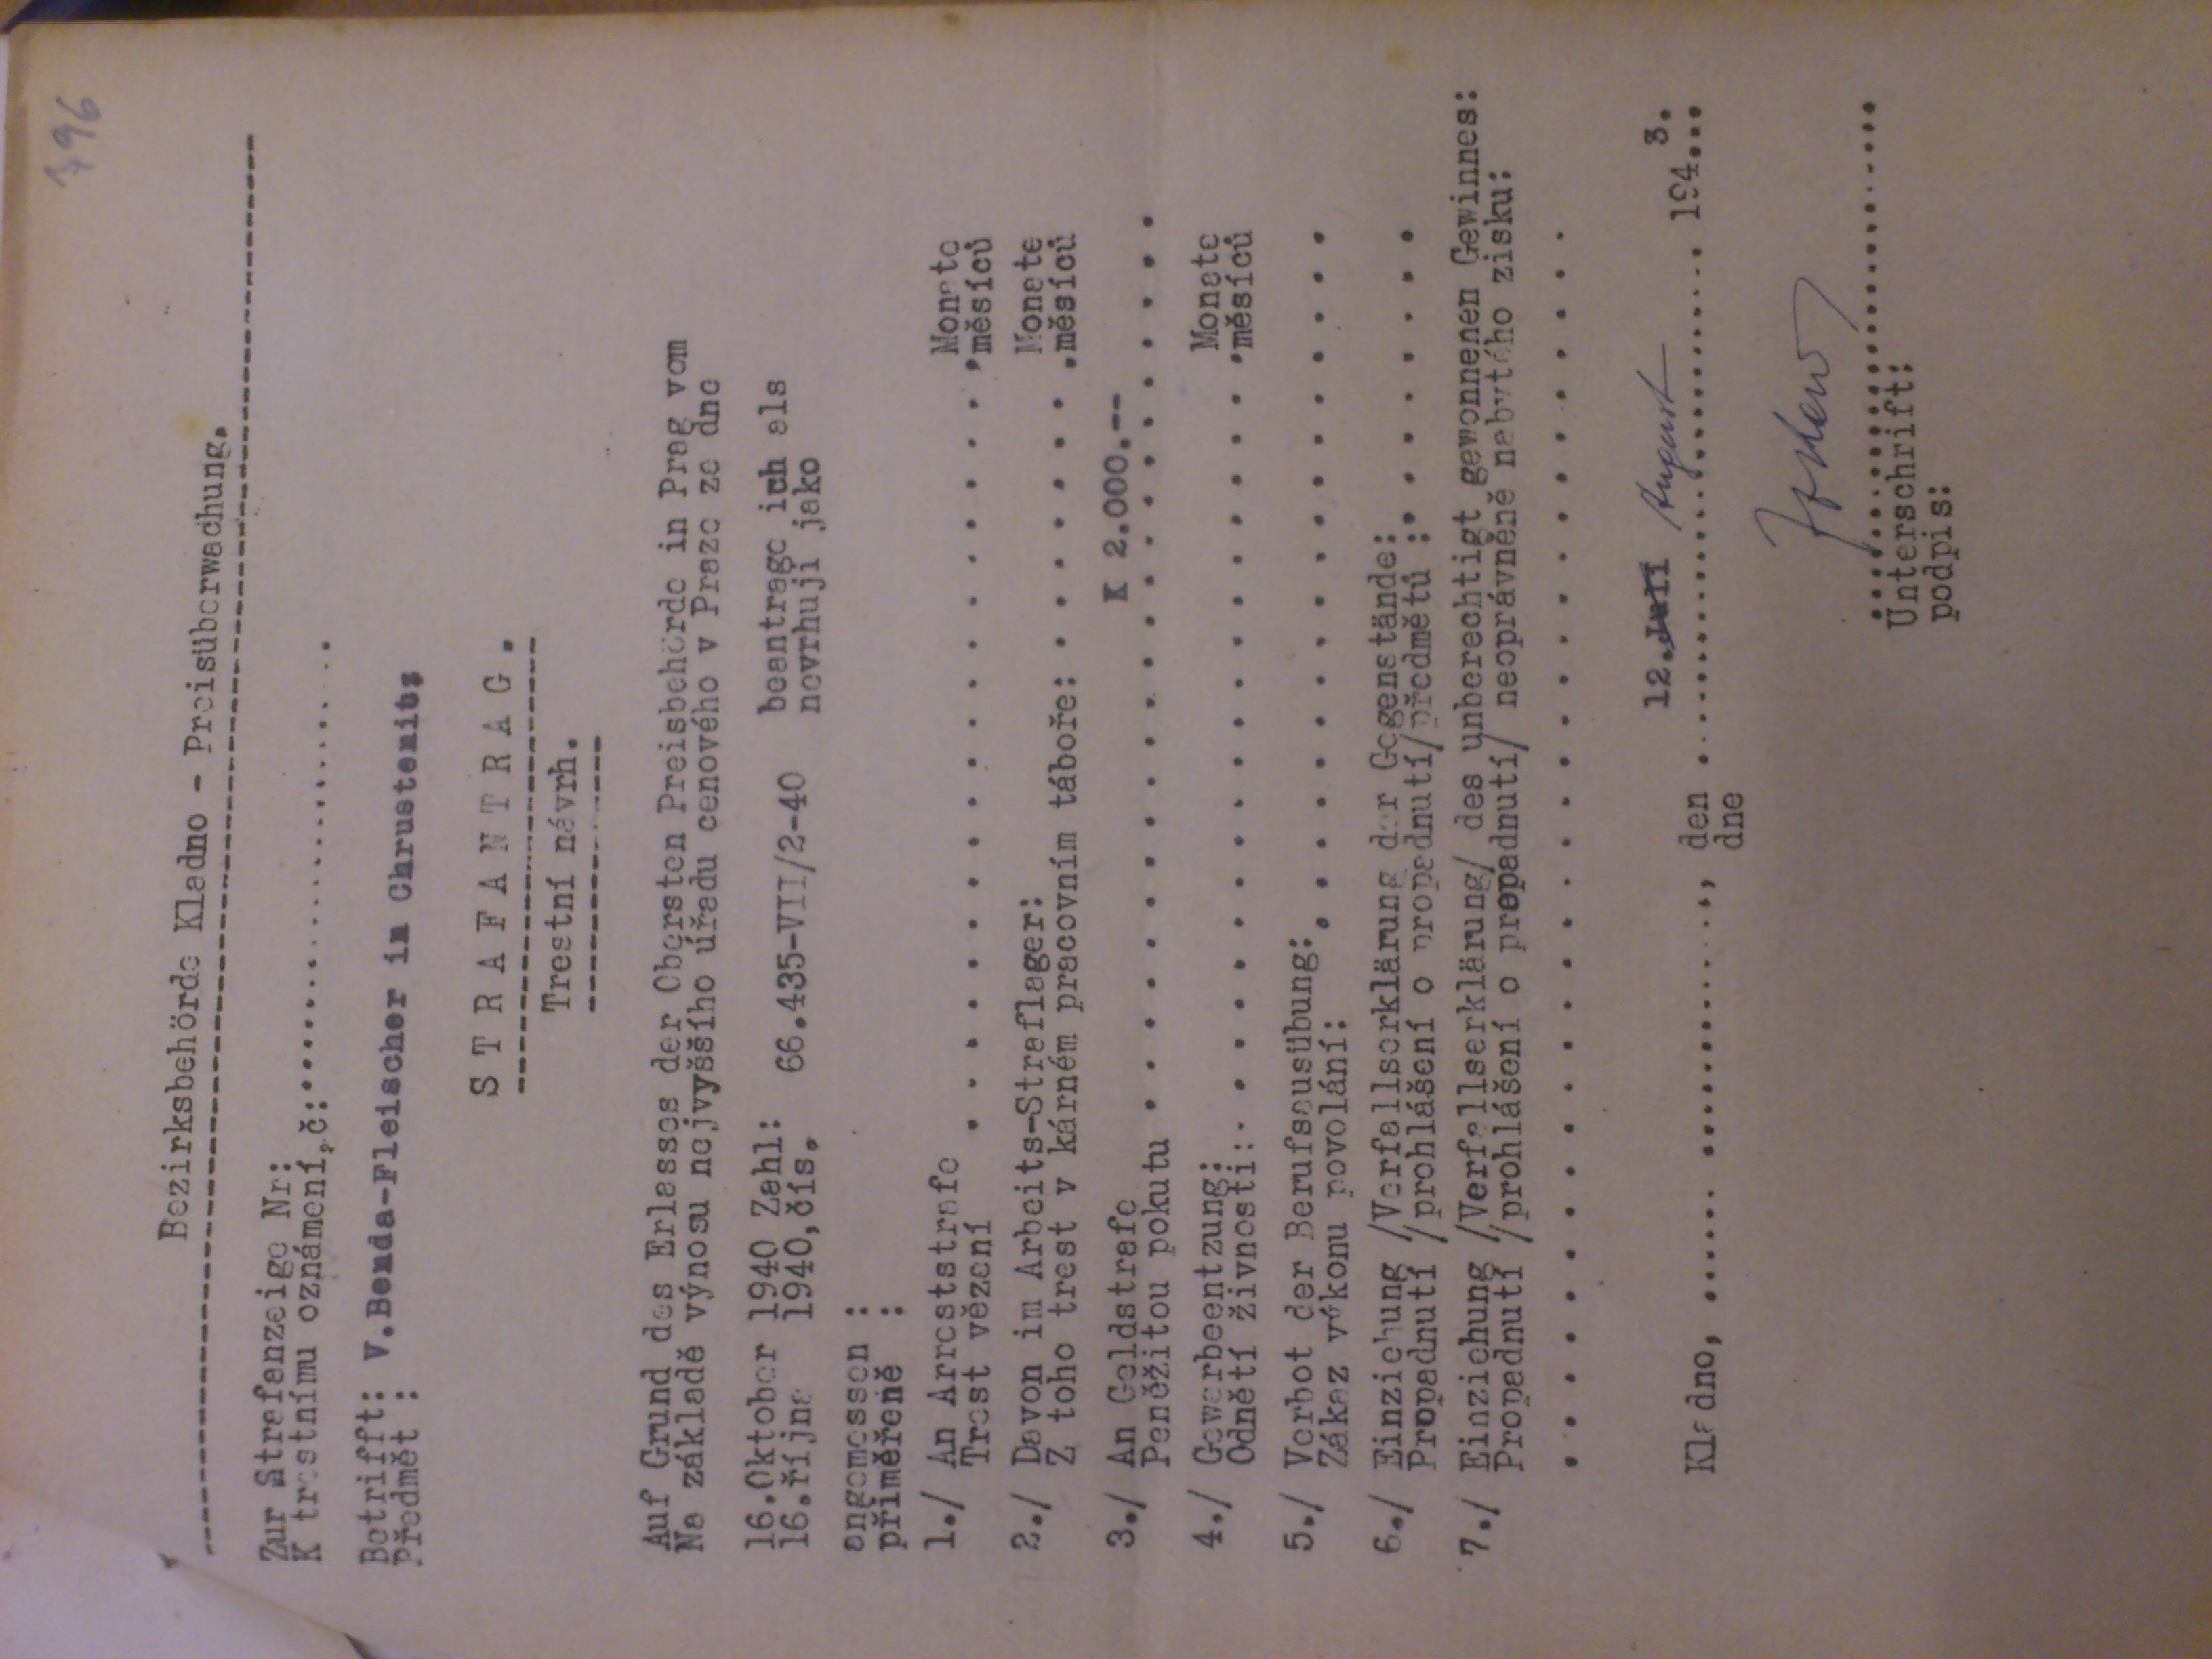 796
Bezirksbehörde Kladno - Preisüberwachung.
Zur Strafanzeige Nr:
K trestnímu oznámení,č:......................
Betrifft: V.Benda-Fleischer in Chrustenitz
Předmět :
STRAFANTRAG.
Trestní návrh.
Auf Grund des Erlasses der Obersten Preisbehörde in Prag vom
Na základě výnosu nejvyššího úřadu cenového v Praze ze dne
16.Oktober 1940 Zahl: 66.435-VII/2-40 beantrage ich als
16.října 1940,čís. navrhuji jako
angemessen :
přiměřeně :
1./ An Arreststrafe Monate
Trest vězení . . . . . . . . . . . . . . . . . . . .měsíců
2./ Davon im Arbeits-Straflager: Monate
Z toho trest v kárném pracovním táboře: . . . . . . . .měsíců
3./ An Geldstrafe K 2.000.--
Peněžitou pokutu . . . . . . . . . . . . . . . . . . . . . . .
4./ Gewerbeentzung: Monate
Odnětí živnosti: . . . . . . . . . . . . . . . . . . . .měsíců
5./ Verbot der Berufsausübung: . . . . . . . . . . . . . . . . . .
Zákaz výkonu povolání:
6./ Einziehung /Verfallserklärung der Gegenstände:
Propadnutí /prohlášení o propadnutí/předmětů : . . . . . . . .
7./ Einziehung /Verfallserklärung/ des unberechtigt gewonnenen Gewinnes:
Propadnutí /prohlášení o propadnutí/ neoprávněně nabytého zisku:
. . . . . . . . . . . . . . . . . . . . . . . . . . . . . . .
12.Juli August 3.
Kladno, ...... ............., den .......................... 194...
dne
..........................
Unterschrift:
podpis: